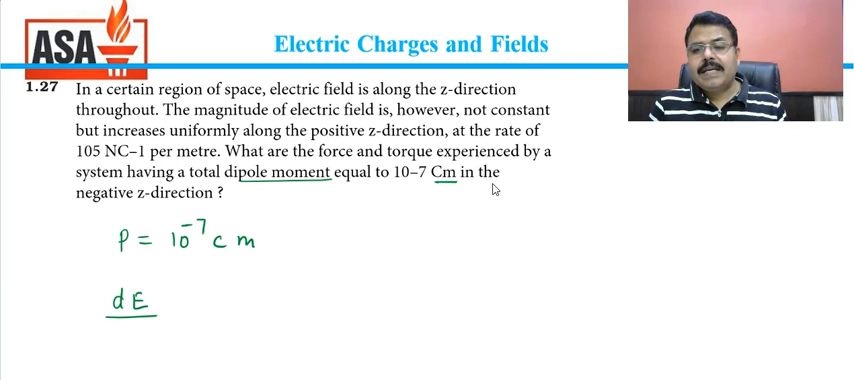 ASA
Electric Charges and Fields
1.27 In a certain region of space, electric field is along the z-direction
throughout. The magnitude of electric field is, however, not constant
but increases uniformly along the positive z-direction, at the rate of
105 NC–1 per metre. What are the force and torque experienced by a
system having a total dipole moment equal to 10–7 Cm in the
negative z-direction ?
P = 10⁻⁷ C m
dE